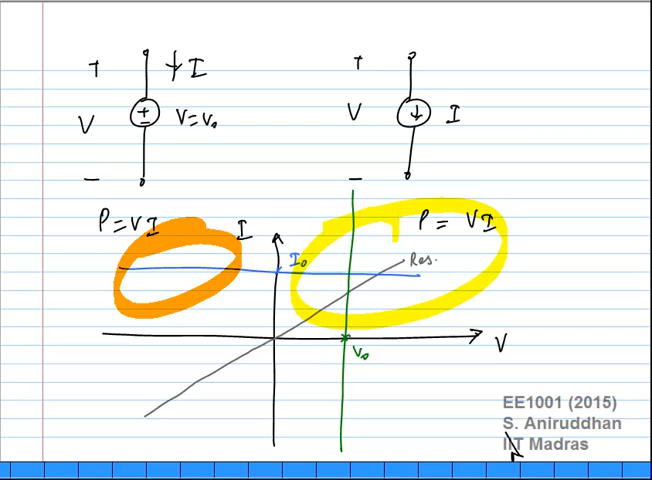 + I + 
V + - V = V₀ V I
- -
P = VI I P = VI
I₀ Res.
V₀ V
EE1001 (2015)
S. Aniruddhan
IIT Madras